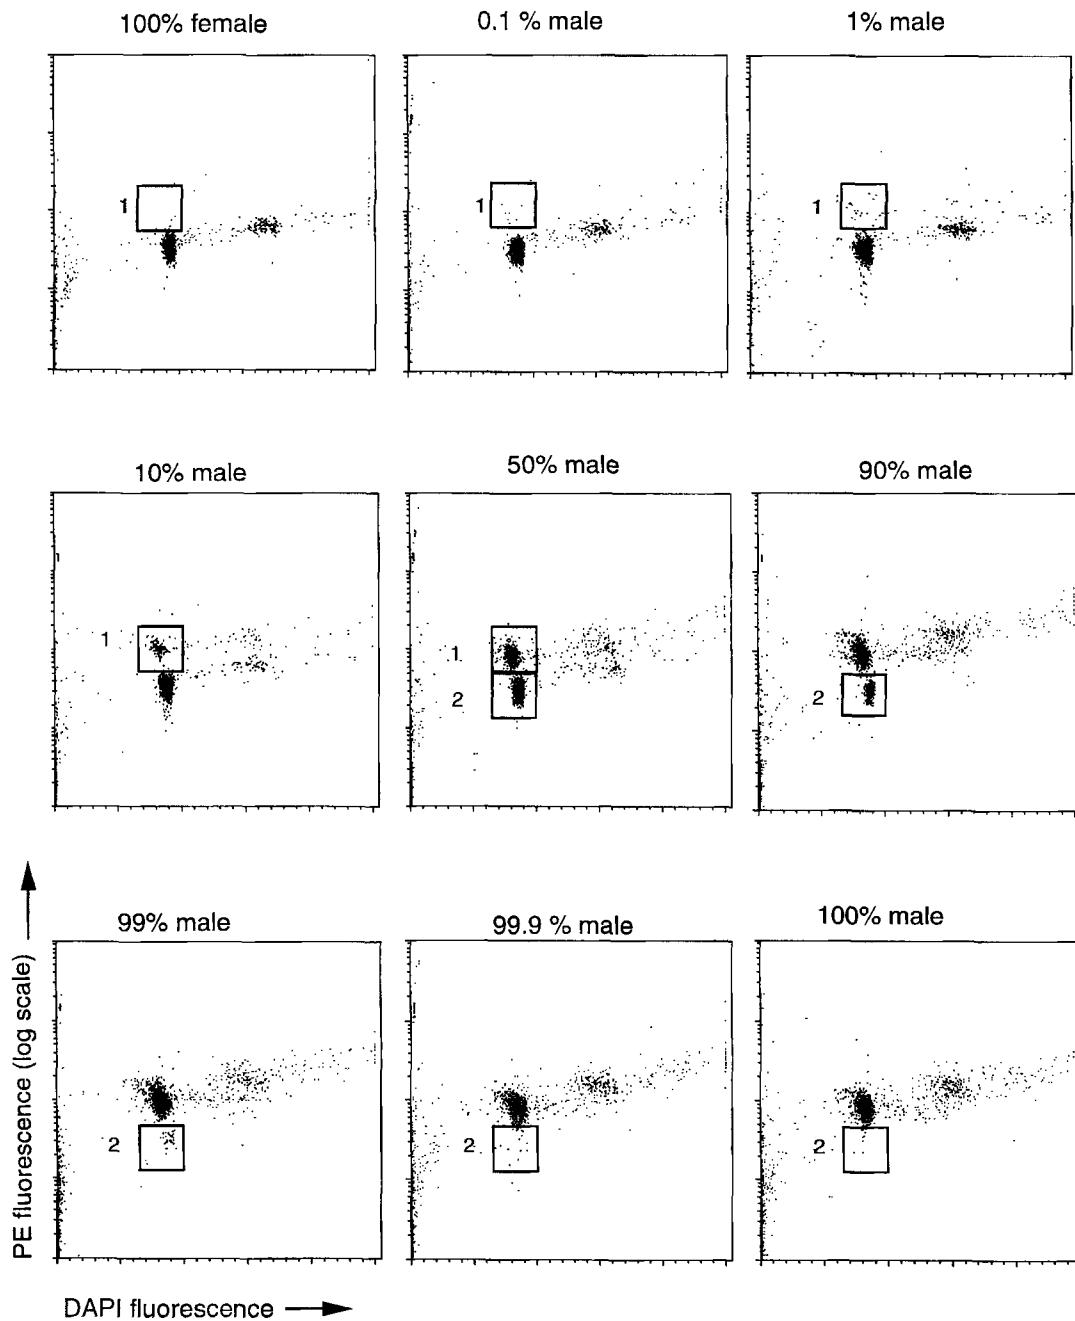 100% female
0.1 % male
1% male
1
1
1
10% male
50% male
90% male
1
1
2
2
99% male
99.9 % male
100% male
2
2
2
PE fluorescence (log scale)
DAPI fluorescence